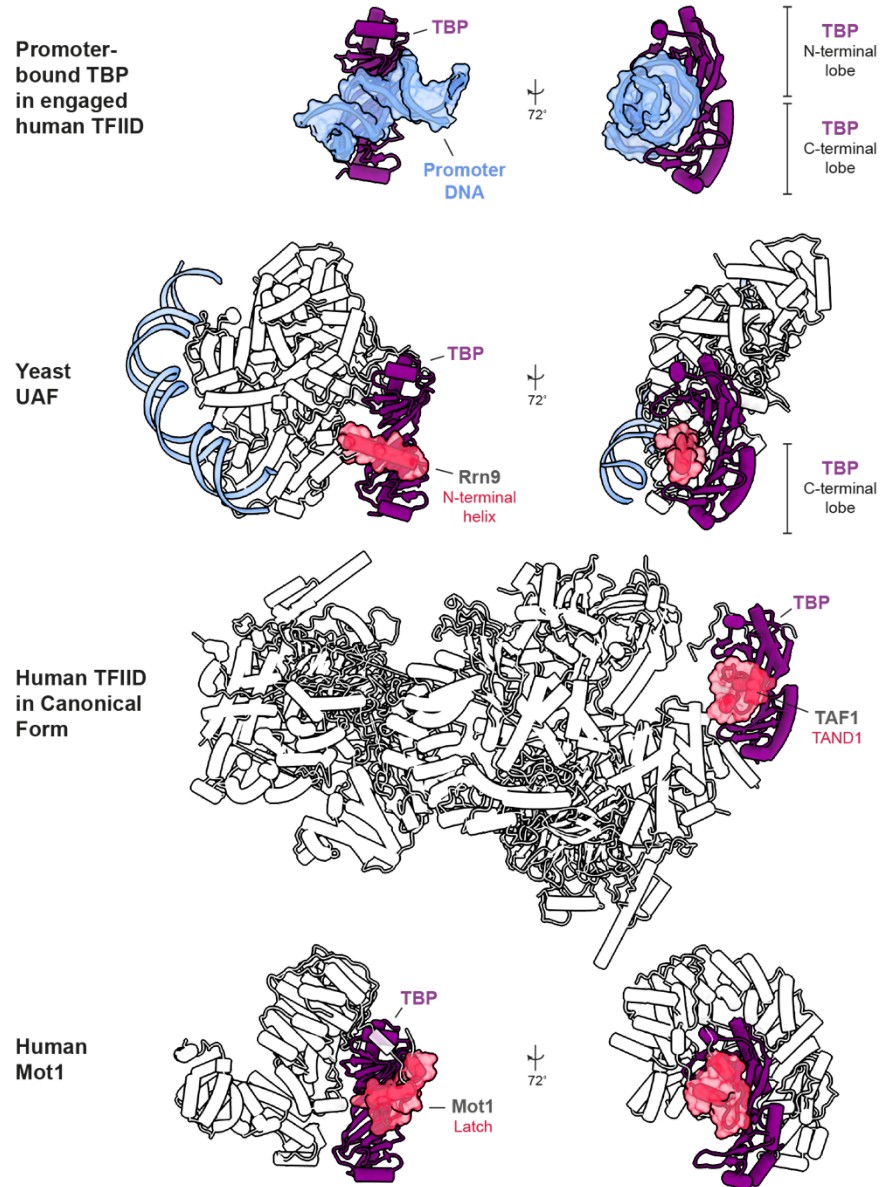 Promoter-
bound TBP
in engaged
human TFIID
TBP
Promoter
DNA
72°
TBP
N-terminal
lobe
TBP
C-terminal
lobe
Yeast
UAF
TBP
Rrn9
N-terminal
helix
72°
TBP
C-terminal
lobe
Human TFIID
in Canonical
Form
TBP
TAF1
TAND1
Human
Mot1
TBP
Mot1
Latch
72°